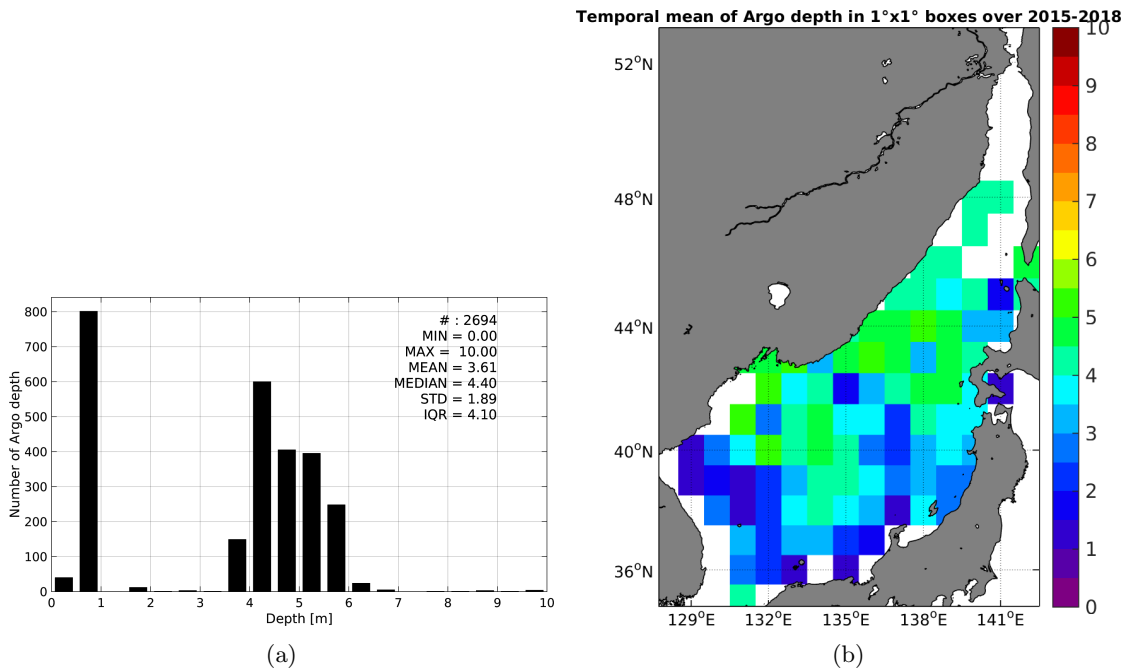 Temporal mean of Argo depth in 1°x1° boxes over 2015-2018
800
700
600
500
400
300
200
100
0
Number of Argo depth
# : 2694
MIN = 0.00
MAX = 10.00
MEAN = 3.61
MEDIAN = 4.40
STD = 1.89
IQR = 4.10
0 1 2 3 4 5 6 7 8 9 10
Depth [m]
52°N
48°N
44°N
40°N
36°N
129°E 132°E 135°E 138°E 141°E
10
9
8
7
6
5
4
3
2
1
0
(a)
(b)